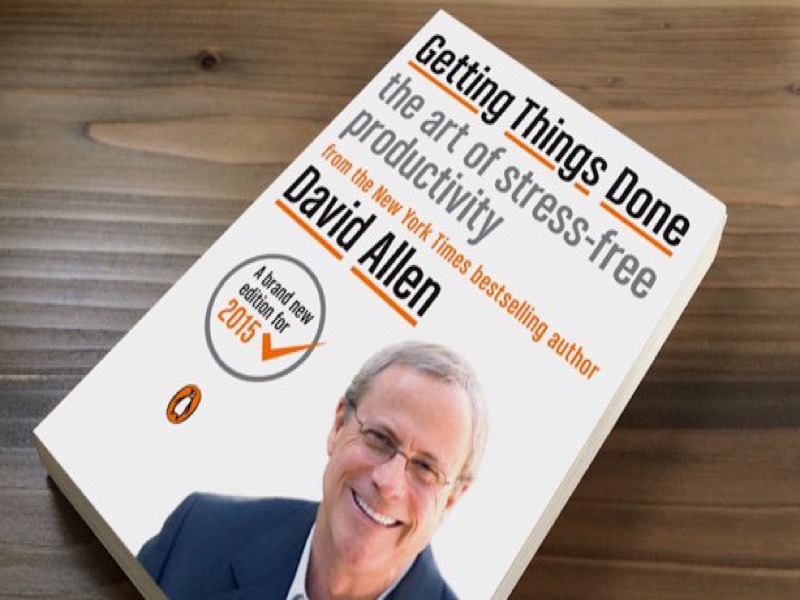 Getting Things Done
the art of stress-free
productivity
from the New York Times bestselling author
David Allen
A brand new
edition for
2015